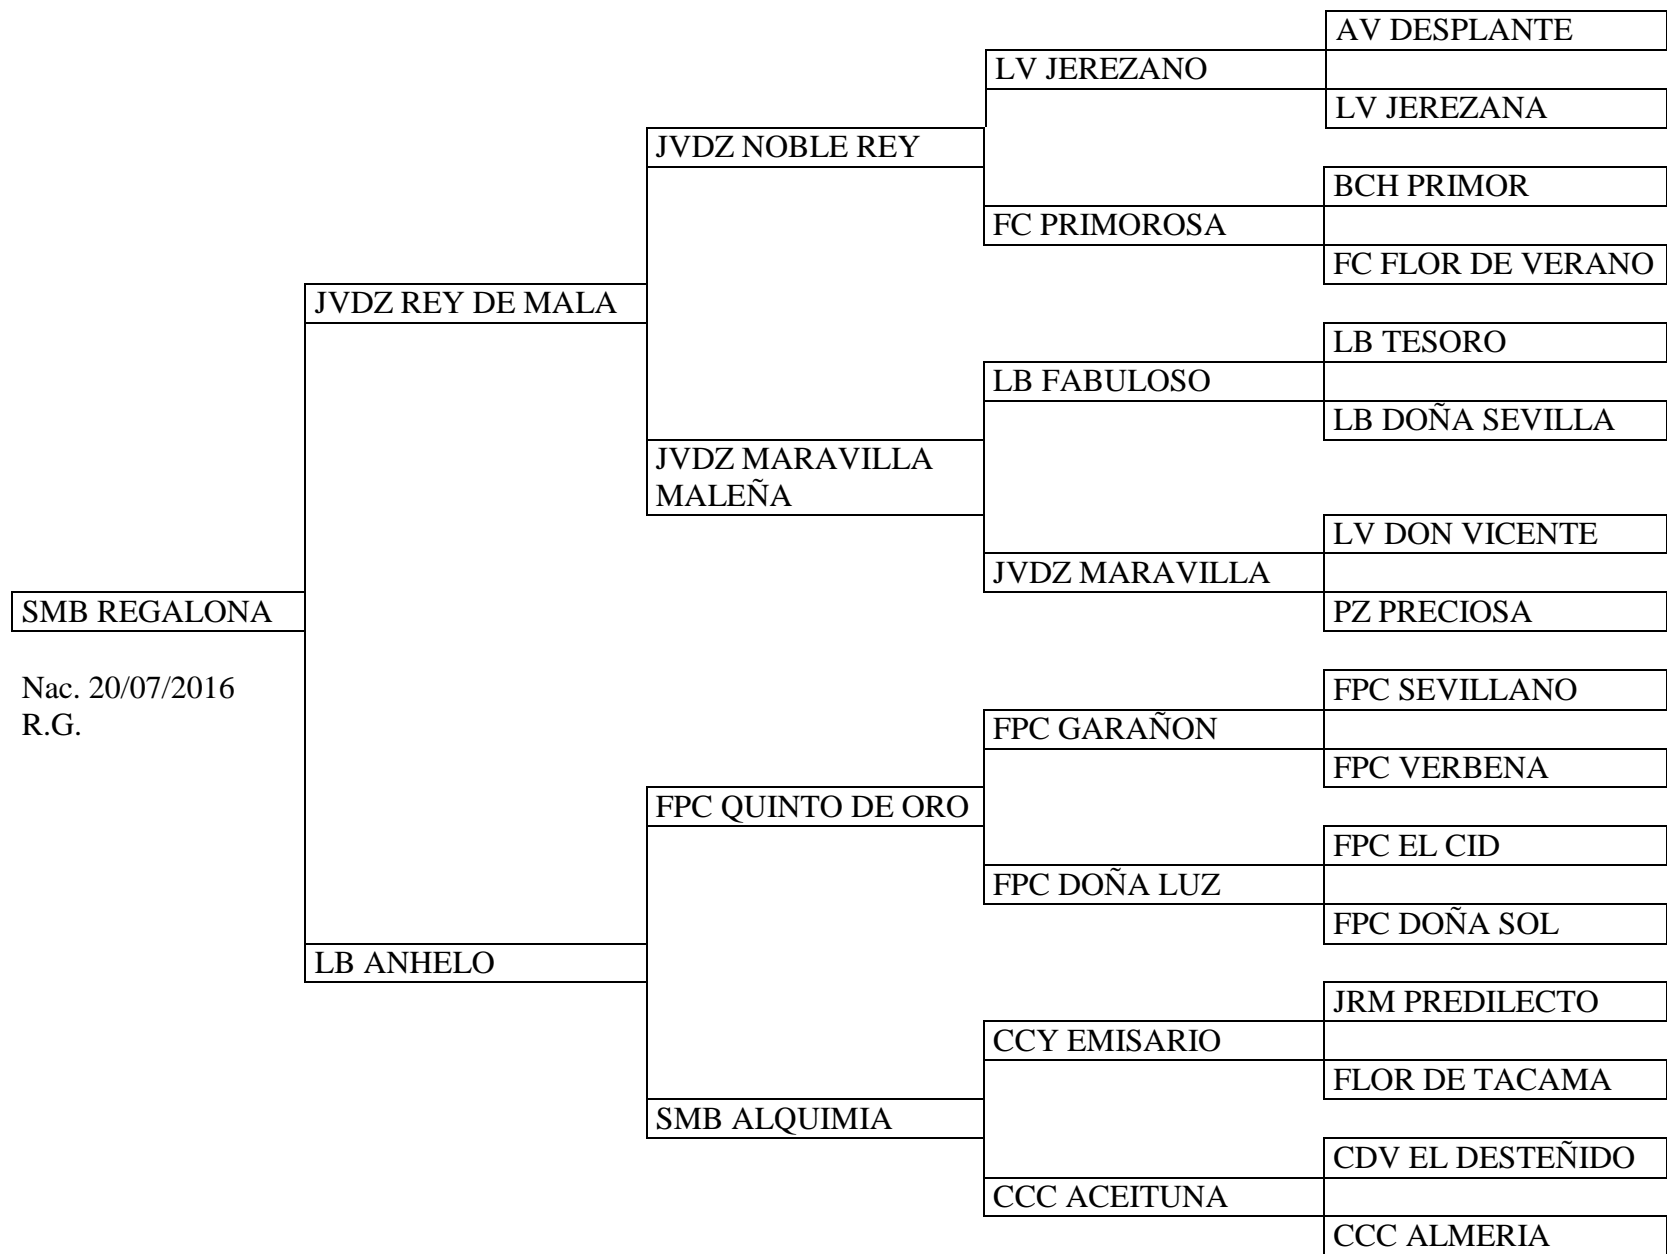 AV DESPLANTE
LV JEREZANO
LV JEREZANA
JVDZ NOBLE REY
BCH PRIMOR
FC PRIMOROSA
FC FLOR DE VERANO
JVDZ REY DE MALA
LB TESORO
LB FABULOSO
LB DOÑA SEVILLA
JVDZ MARAVILLA
MALEÑA
LV DON VICENTE
JVDZ MARAVILLA
SMB REGALONA
PZ PRECIOSA
Nac. 20/07/2016
R.G.
FPC SEVILLANO
FPC GARAÑON
FPC VERBENA
FPC QUINTO DE ORO
FPC EL CID
FPC DOÑA LUZ
FPC DOÑA SOL
LB ANHELO
JRM PREDILECTO
CCY EMISARIO
FLOR DE TACAMA
SMB ALQUIMIA
CDV EL DESTEÑIDO
CCC ACEITUNA
CCC ALMERIA